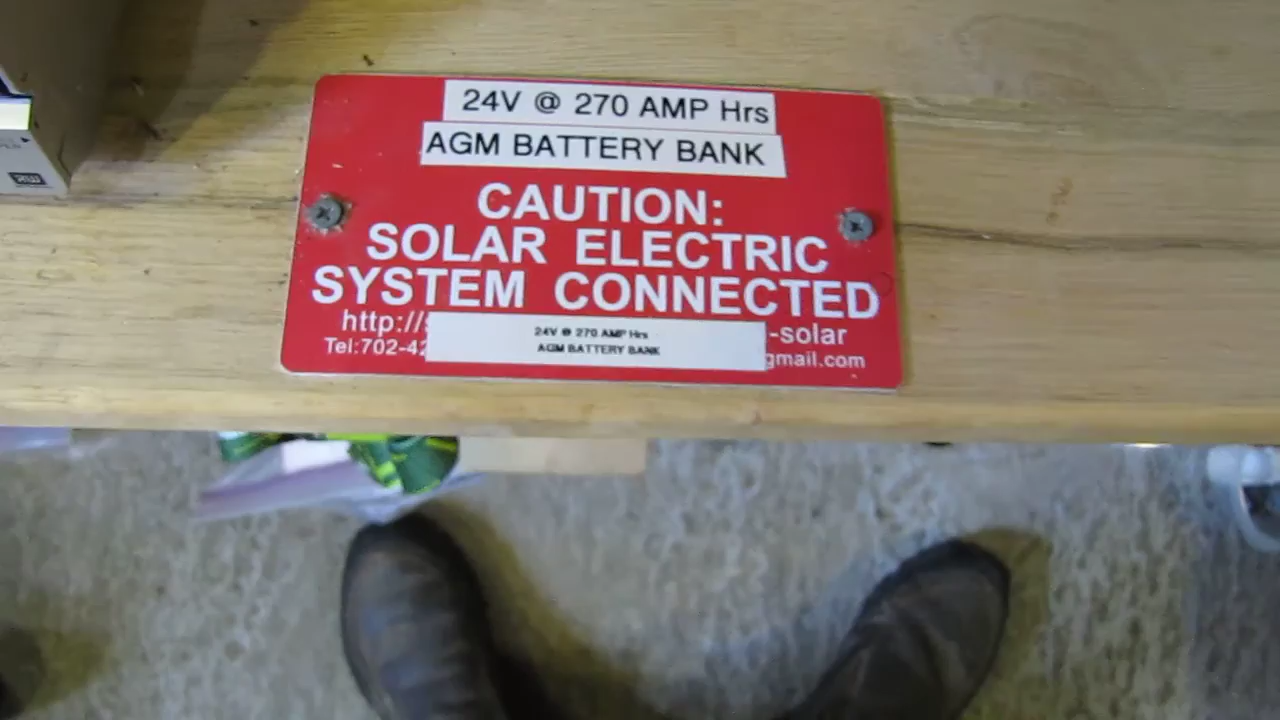 24V @ 270 AMP Hrs
AGM BATTERY BANK
CAUTION:
SOLAR ELECTRIC
SYSTEM CONNECTED
http:// -solar
24V @ 270 AMP Hrs
Tel:702-42 gmail.com
AGM BATTERY BANK